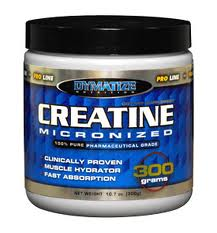 PRO LINE
PRO LINE
DYMATIZE
NUTRITION
CREATINE
MICRONIZED
100% PURE PHARMACEUTICAL GRADE
CLINICALLY PROVEN
MUSCLE HYDRATOR
FAST ABSORPTION
300
grams
NET WEIGHT 10.7 oz. (300g)